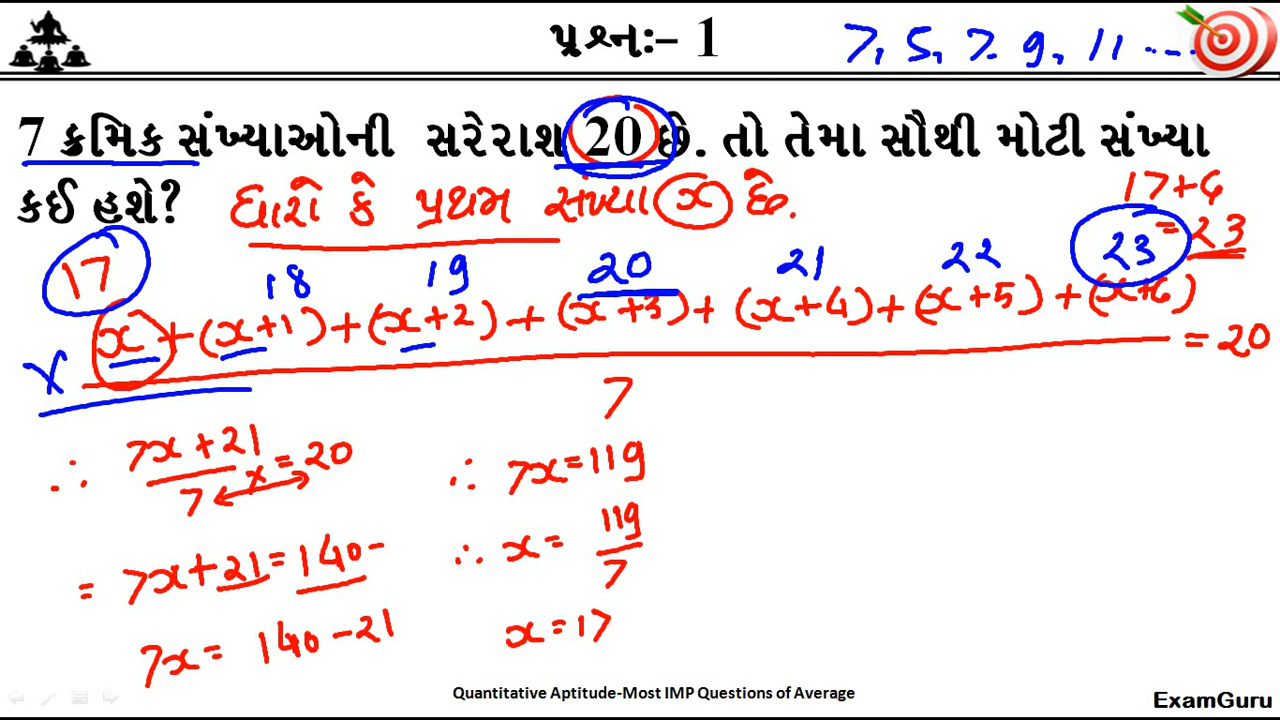 પ્રશ્નઃ- 1
7, 5, 7. 9, 11 ....
7 ક્રમિક સંખ્યાઓની સરેરાશ 20 છે. તો તેમા સૌથી મોટી સંખ્યા
કઈ હશે?
ધારો કે પ્રથમ સંખ્યા x છે.
17+6
= 23
17 18 19 20 21 22 23
x + (x+1) + (x+2) + (x+3) + (x+4) + (x+5) + (x+6)
= 20
7
∴ 7x+21 = 20
7
x
∴ 7x=119
= 7x+21=140-
∴ x= 119
7
7x= 140-21
x=17
Quantitative Aptitude-Most IMP Questions of Average
ExamGuru